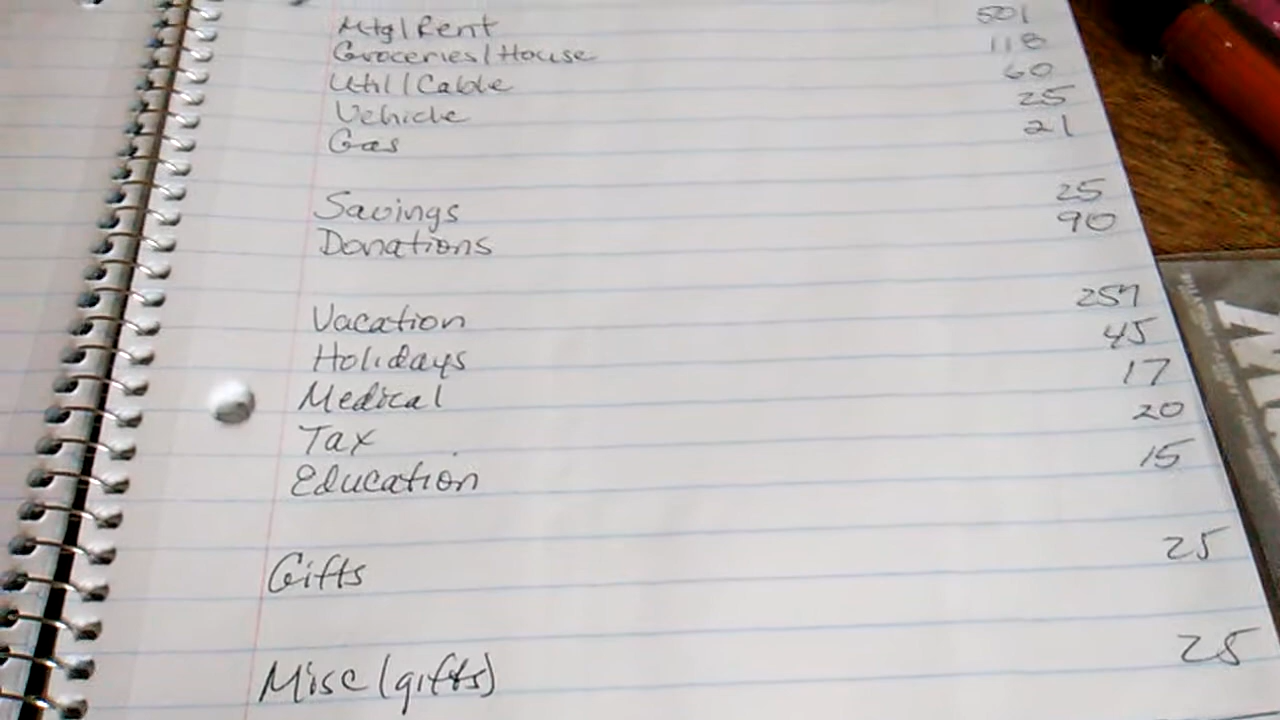 Mtg/Rent 501
Groceries/House 118
Util/Cable 60
Vehicle 25
Gas 21
Savings 25
Donations 90
Vacation 257
Holidays 45
Medical 17
Tax 20
Education 15
Gifts 25
Misc (gifts) 25